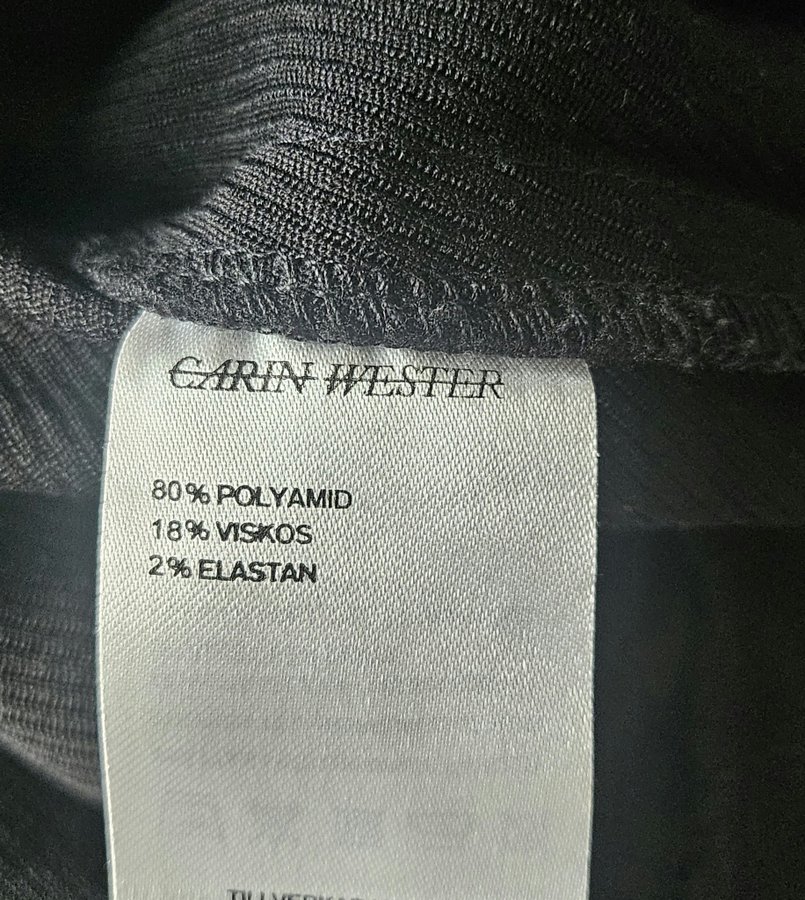 CARIN WESTER
80% POLYAMID
18% VISKOS
2% ELASTAN